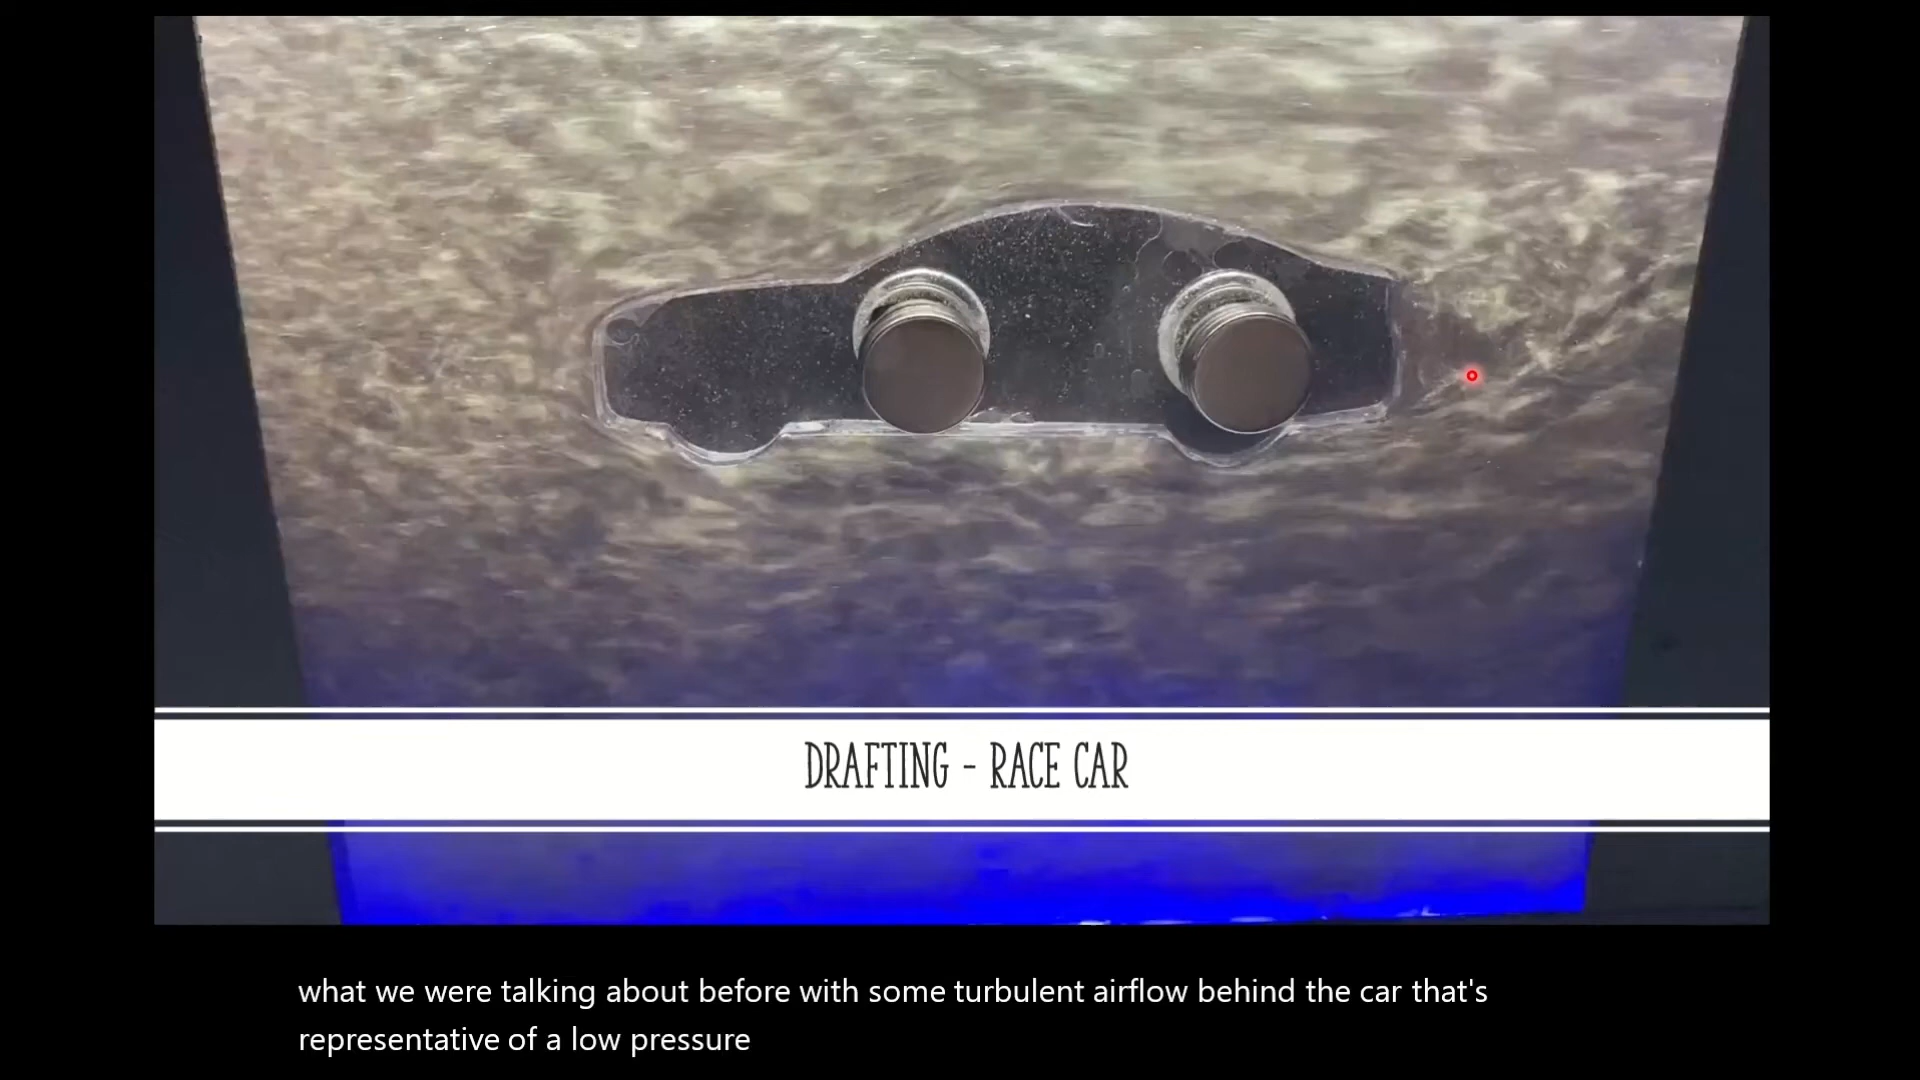 DRAFTING - RACE CAR
what we were talking about before with some turbulent airflow behind the car that's
representative of a low pressure